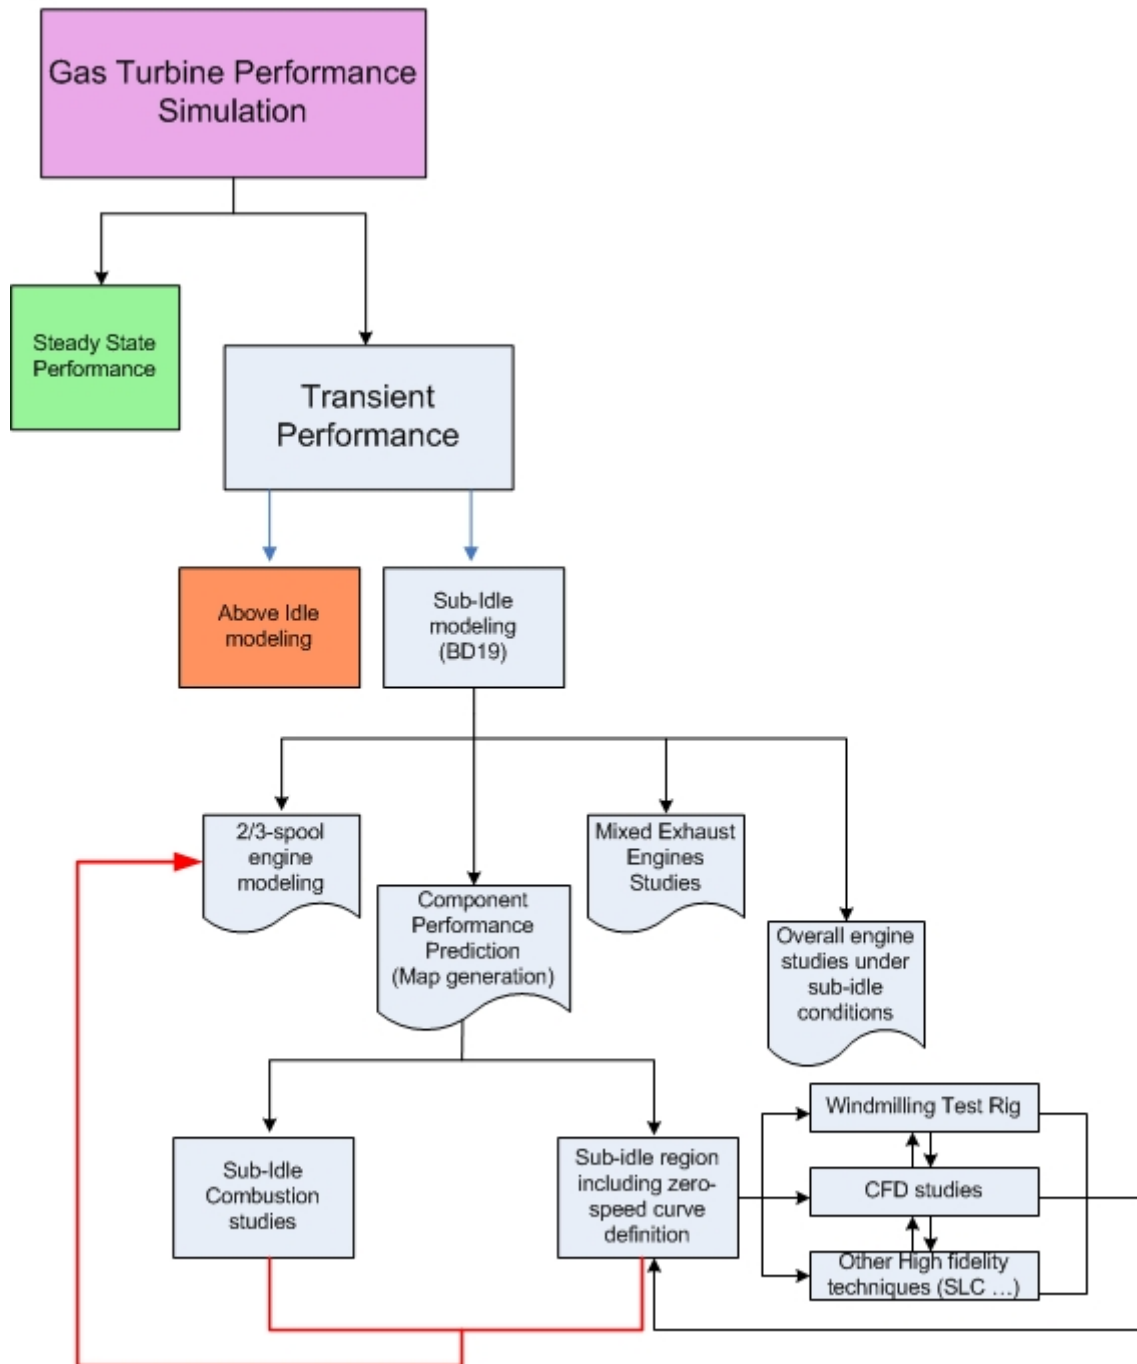 Gas Turbine Performance
Simulation
Steady State
Performance
Transient
Performance
Above Idle
modeling
Sub-Idle
modeling
(BD19)
2/3-spool
engine
modeling
Component
Performance
Prediction
(Map generation)
Mixed Exhaust
Engines
Studies
Overall engine
studies under
sub-idle
conditions
Sub-Idle
Combustion
studies
Sub-idle region
including zero-
speed curve
definition
Windmilling Test Rig
CFD studies
Other High fidelity
techniques (SLC ...)